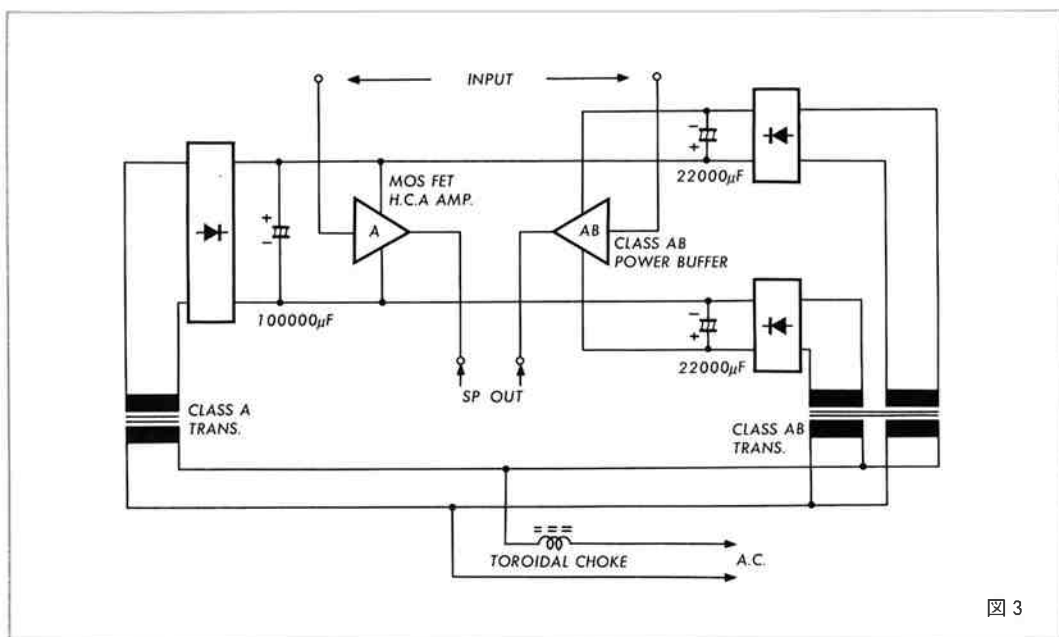 INPUT
MOS FET
H.C.A AMP.
A
AB
CLASS AB
POWER BUFFER
+
−
100000μF
−
+
22000μF
−
+
22000μF
SP OUT
CLASS A
TRANS.
CLASS AB
TRANS.
TOROIDAL CHOKE
A.C.
図 3